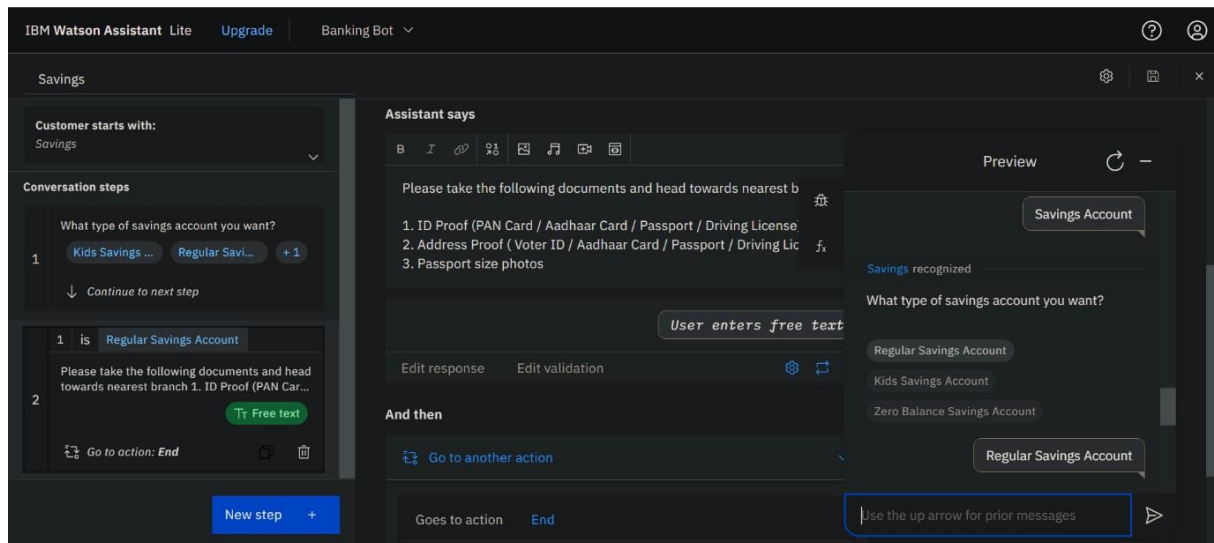 IBM Watson Assistant Lite Upgrade Banking Bot
Savings
Customer starts with:
Savings
Conversation steps
1
What type of savings account you want?
Kids Savings ... Regular Savi... + 1
Continue to next step
2
1 is Regular Savings Account
Please take the following documents and head
towards nearest branch 1. ID Proof (PAN Car...
Free text
Go to action: End
New step +
Assistant says
B I
Please take the following documents and head towards nearest b
1. ID Proof (PAN Card / Aadhaar Card / Passport / Driving License)
2. Address Proof ( Voter ID / Aadhaar Card / Passport / Driving Lic
3. Passport size photos
User enters free text
Edit response Edit validation
And then
Go to another action
Goes to action End
Preview
Savings Account
Savings recognized
What type of savings account you want?
Regular Savings Account
Kids Savings Account
Zero Balance Savings Account
Regular Savings Account
Use the up arrow for prior messages